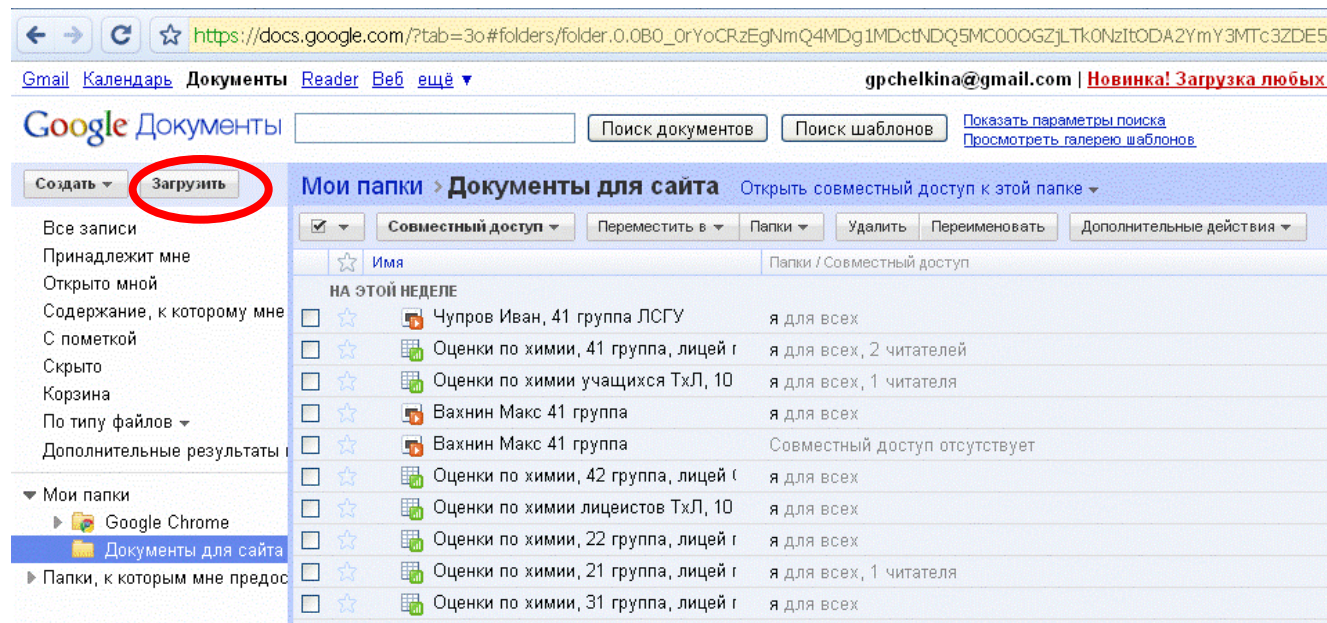 https://docs.google.com/?tab=3o#folders/folder.0.0B0_0rYoCRzEgNmQ4MDg1MDctNDQ5MC00OGZjLTk0NzItODA2YmY3MTc3ZDE5
Gmail Календарь Документы Reader Веб ещё ▼ gpchelkina@gmail.com | Новинка! Загрузка любых
Google Документы Поиск документов Поиск шаблонов Показать параметры поиска
Просмотреть галерею шаблонов
Создать Загрузить Мои папки > Документы для сайта Открыть совместный доступ к этой папке
Совместный доступ Переместить в Папки Удалить Переименовать Дополнительные действия
Имя Папки / Совместный доступ
НА ЭТОЙ НЕДЕЛЕ
Чупров Иван, 41 группа ЛСГУ я для всех
Оценки по химии, 41 группа, лицей я для всех, 2 читателей
Оценки по химии учащихся ТхЛ, 10 я для всех, 1 читателя
Вахнин Макс 41 группа я для всех
Вахнин Макс 41 группа Совместный доступ отсутствует
Оценки по химии, 42 группа, лицей я для всех
Оценки по химии лицеистов ТхЛ, 10 я для всех
Оценки по химии, 22 группа, лицей я для всех
Оценки по химии, 21 группа, лицей я для всех, 1 читателя
Оценки по химии, 31 группа, лицей я для всех
Все записи
Принадлежит мне
Открыто мной
Содержание, к которому мне
С пометкой
Скрыто
Корзина
По типу файлов
Дополнительные результаты
Мои папки
Google Chrome
Документы для сайта
Папки, к которым мне предос